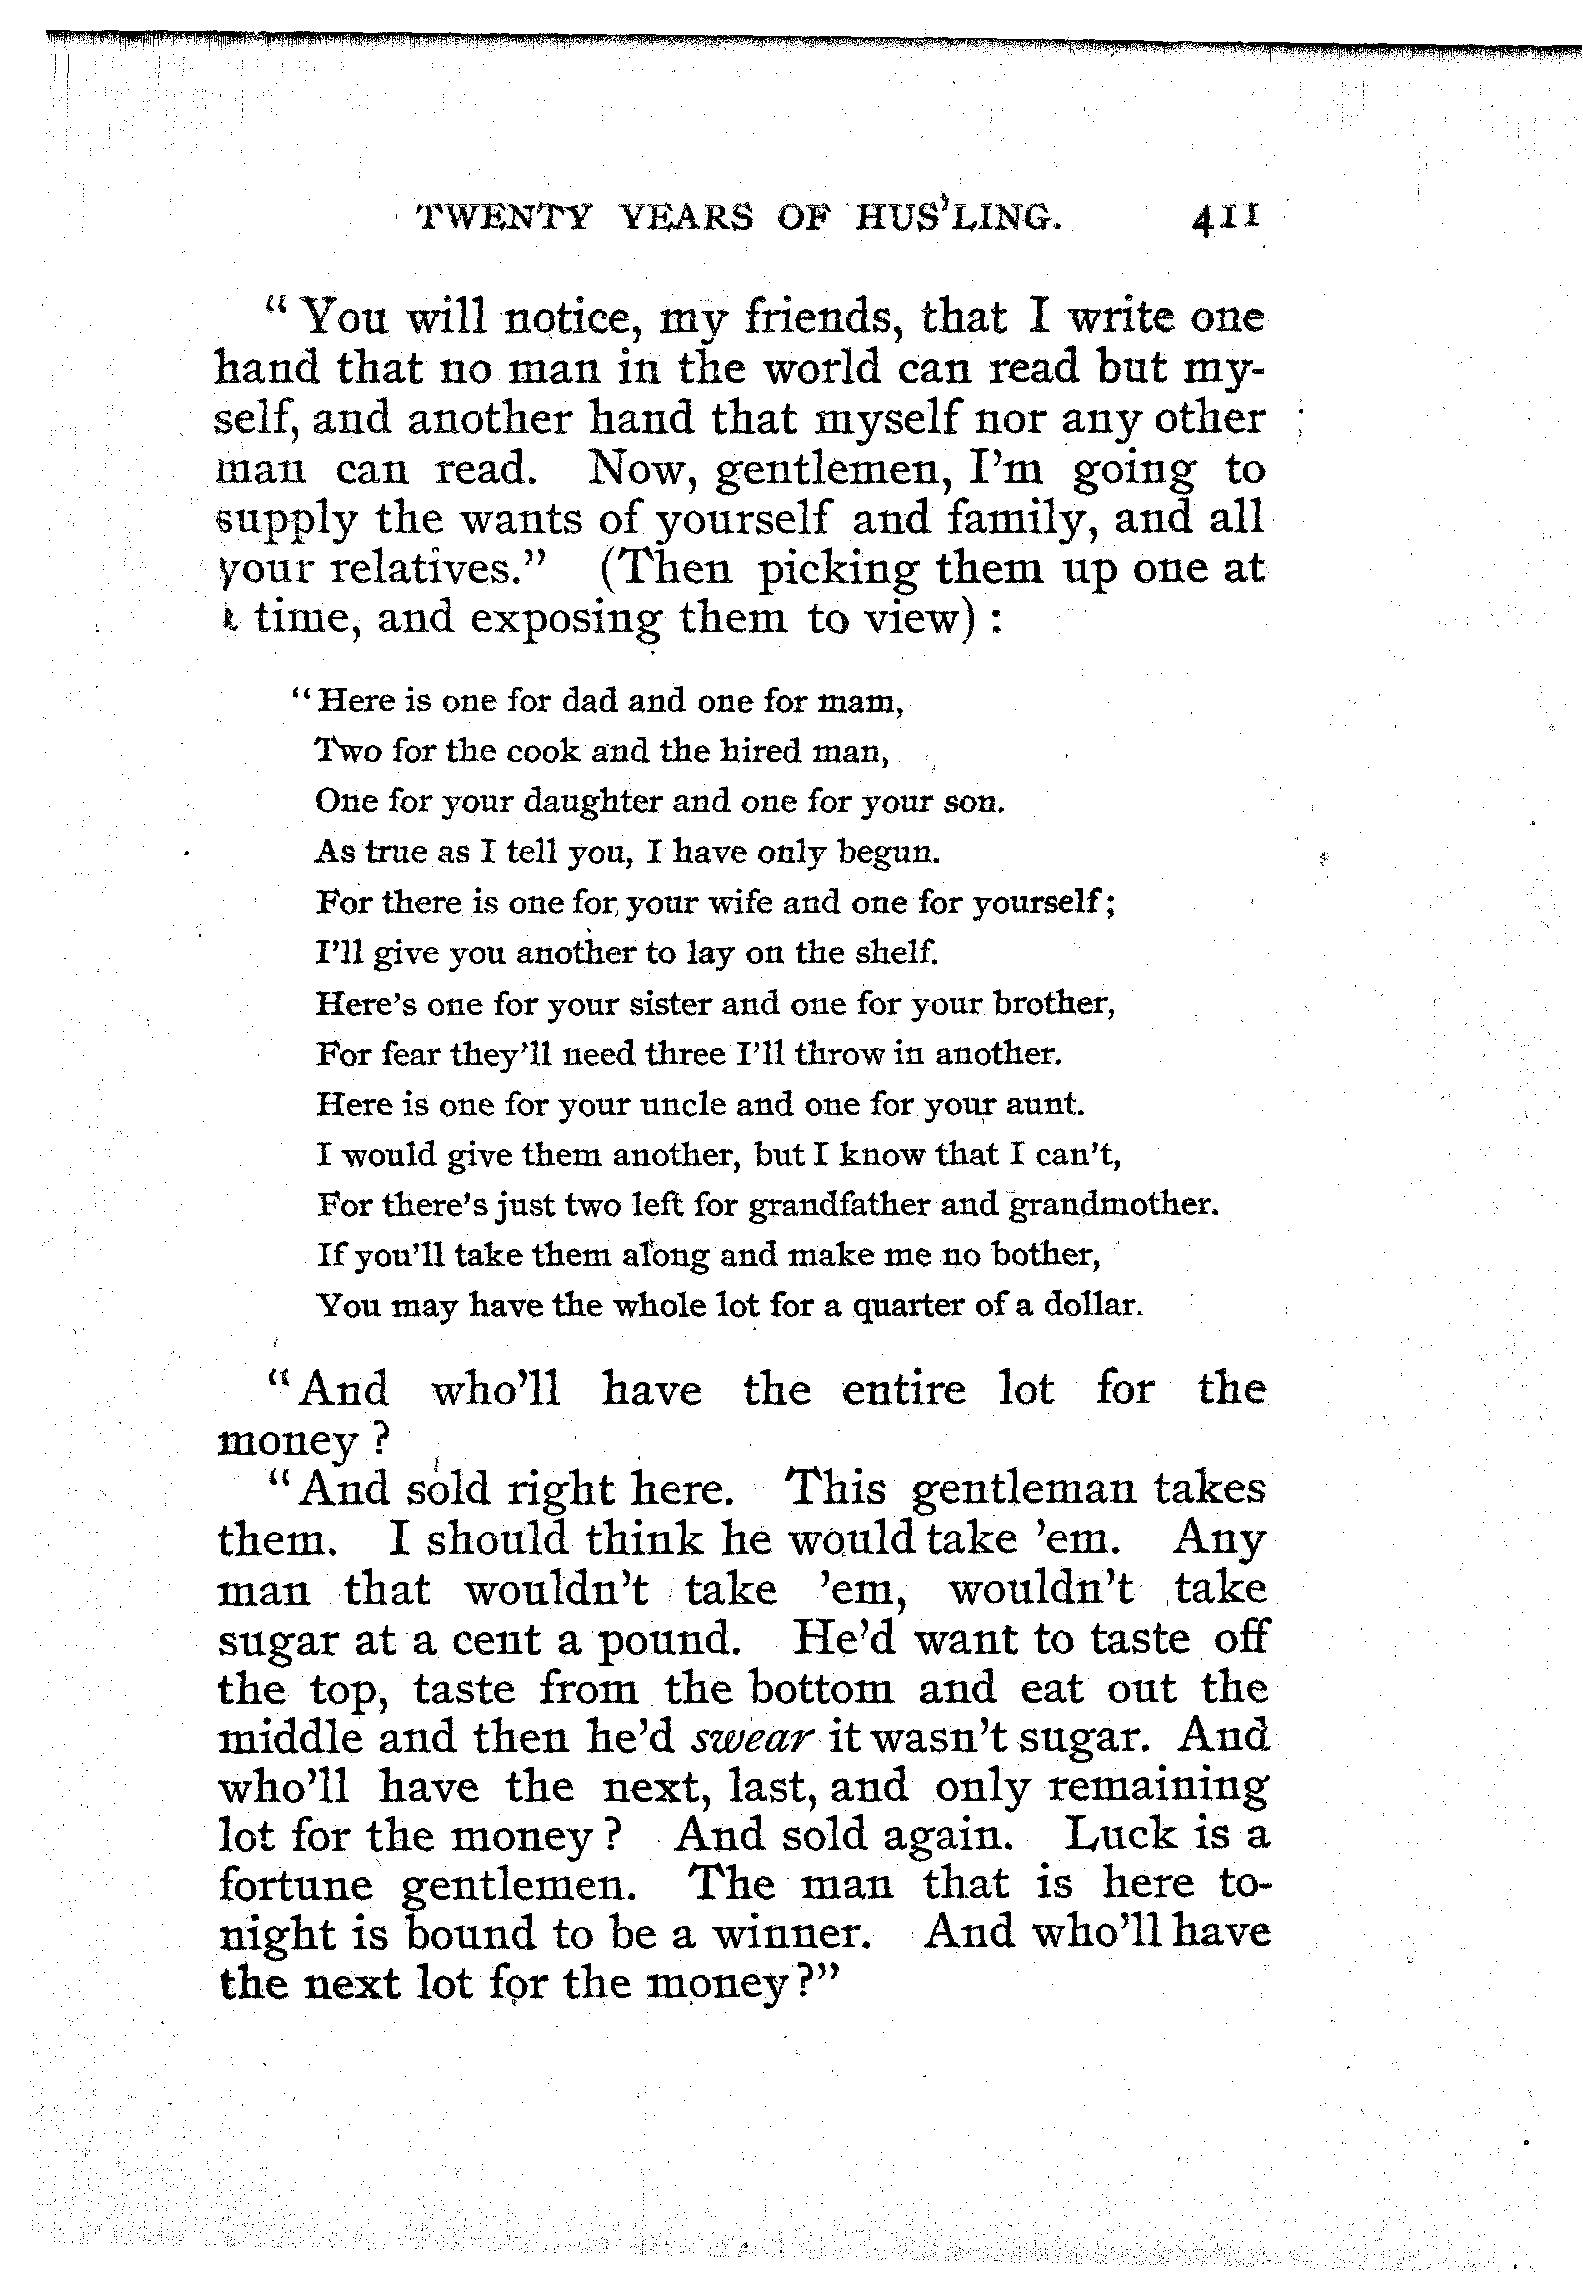 TWENTY YEARS OF HUS'LING. 411
“You will notice, my friends, that I write one
hand that no man in the world can read but my-
self, and another hand that myself nor any other
man can read. Now, gentlemen, I’m going to
supply the wants of yourself and family, and all
your relatives.” (Then picking them up one at
a time, and exposing them to view) :
“Here is one for dad and one for mam,
Two for the cook and the hired man,
One for your daughter and one for your son.
As true as I tell you, I have only begun.
For there is one for your wife and one for yourself;
I’ll give you another to lay on the shelf.
Here’s one for your sister and one for your brother,
For fear they’ll need three I’ll throw in another.
Here is one for your uncle and one for your aunt.
I would give them another, but I know that I can’t,
For there’s just two left for grandfather and grandmother.
If you’ll take them along and make me no bother,
You may have the whole lot for a quarter of a dollar.
“And who’ll have the entire lot for the
money ?
“And sold right here. This gentleman takes
them. I should think he would take ’em. Any
man that wouldn’t take ’em, wouldn’t take
sugar at a cent a pound. He’d want to taste off
the top, taste from the bottom and eat out the
middle and then he’d swear it wasn’t sugar. And
who’ll have the next, last, and only remaining
lot for the money ? And sold again. Luck is a
fortune gentlemen. The man that is here to-
night is bound to be a winner. And who’ll have
the next lot for the money ?”